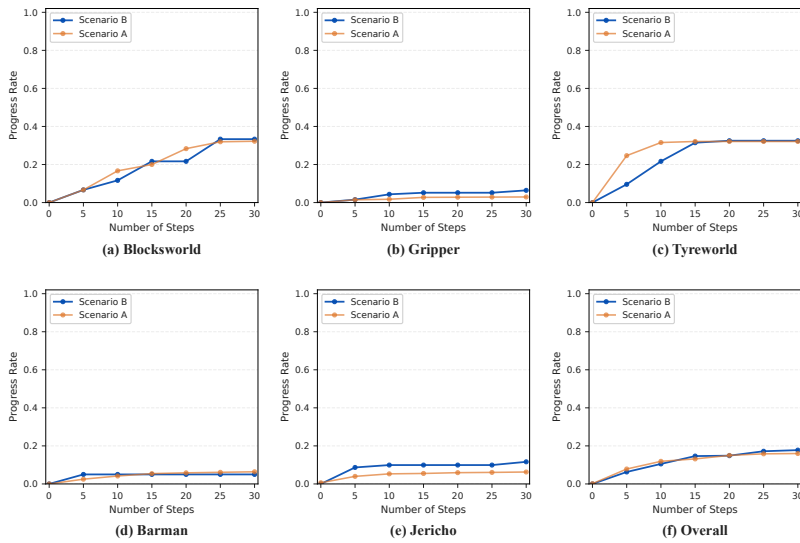 1.0
0.8
0.6
0.4
0.2
0.0
Progress Rate
Scenario B
Scenario A
0 5 10 15 20 25 30
Number of Steps
(a) Blocksworld
1.0
0.8
0.6
0.4
0.2
0.0
Progress Rate
Scenario B
Scenario A
0 5 10 15 20 25 30
Number of Steps
(b) Gripper
1.0
0.8
0.6
0.4
0.2
0.0
Progress Rate
Scenario B
Scenario A
0 5 10 15 20 25 30
Number of Steps
(c) Tyreworld
1.0
0.8
0.6
0.4
0.2
0.0
Progress Rate
Scenario B
Scenario A
0 5 10 15 20 25 30
Number of Steps
(d) Barman
1.0
0.8
0.6
0.4
0.2
0.0
Progress Rate
Scenario B
Scenario A
0 5 10 15 20 25 30
Number of Steps
(e) Jericho
1.0
0.8
0.6
0.4
0.2
0.0
Progress Rate
Scenario B
Scenario A
0 5 10 15 20 25 30
Number of Steps
(f) Overall